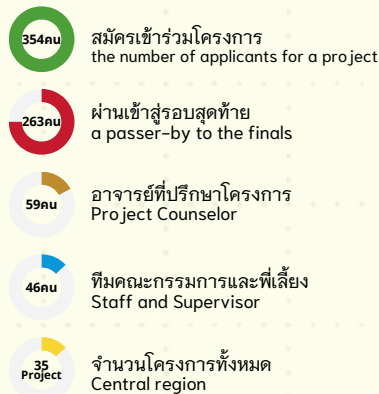 354คน
สมัครเข้าร่วมโครงการ
the number of applicants for a project
263คน
ผ่านเข้าสู่รอบสุดท้าย
a passer-by to the finals
59คน
อาจารย์ที่ปรึกษาโครงการ
Project Counselor
46คน
ทีมคณะกรรมการและพี่เลี้ยง
Staff and Supervisor
35
Project
จำนวนโครงการทั้งหมด
Central region